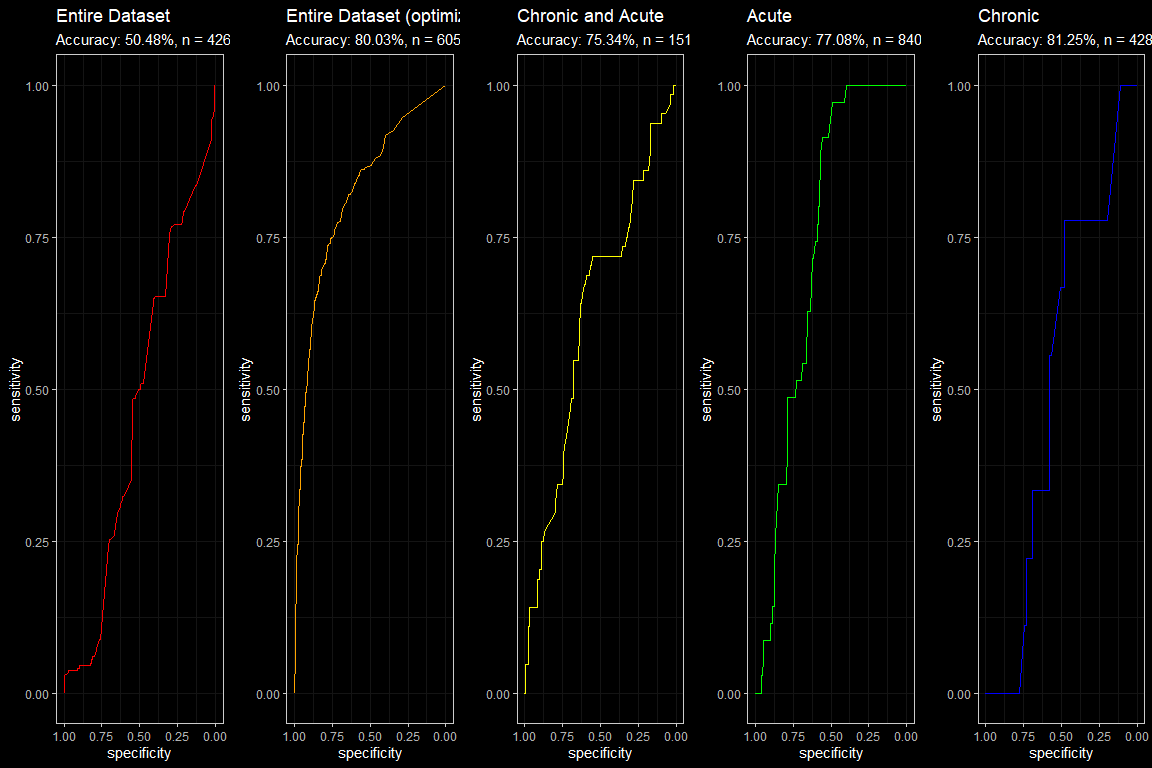 Entire Dataset
Accuracy: 50.48%, n = 426
1.00
0.75
0.50
0.25
0.00
sensitivity
1.00 0.75 0.50 0.25 0.00
specificity
Entire Dataset (optimiz
Accuracy: 80.03%, n = 605
1.00
0.75
0.50
0.25
0.00
sensitivity
1.00 0.75 0.50 0.25 0.00
specificity
Chronic and Acute
Accuracy: 75.34%, n = 151
1.00
0.75
0.50
0.25
0.00
sensitivity
1.00 0.75 0.50 0.25 0.00
specificity
Acute
Accuracy: 77.08%, n = 840
1.00
0.75
0.50
0.25
0.00
sensitivity
1.00 0.75 0.50 0.25 0.00
specificity
Chronic
Accuracy: 81.25%, n = 428
1.00
0.75
0.50
0.25
0.00
sensitivity
1.00 0.75 0.50 0.25 0.00
specificity